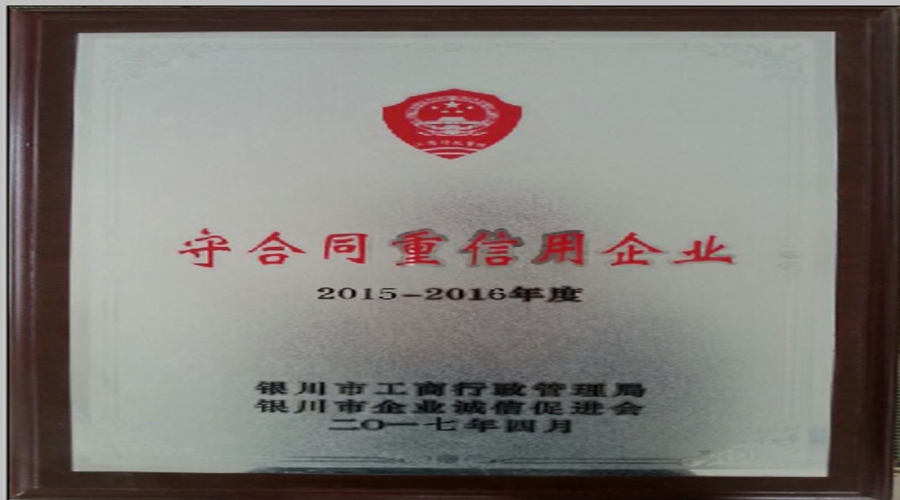 守合同重信用企业
2015-2016年度
银川市工商行政管理局
银川市企业诚信促进会
二〇一七年四月